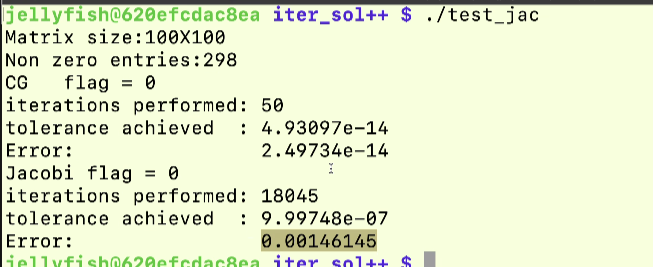 jellyfish@620efcdac8ea iter_sol++ $ ./test_jac
Matrix size:100X100
Non zero entries:298
CG   flag = 0
iterations performed: 50
tolerance achieved  : 4.93097e-14
Error:                2.49734e-14
Jacobi flag = 0
iterations performed: 18045
tolerance achieved  : 9.99748e-07
Error:                0.00146145
jellyfish@620efcdac8ea iter_sol++ $